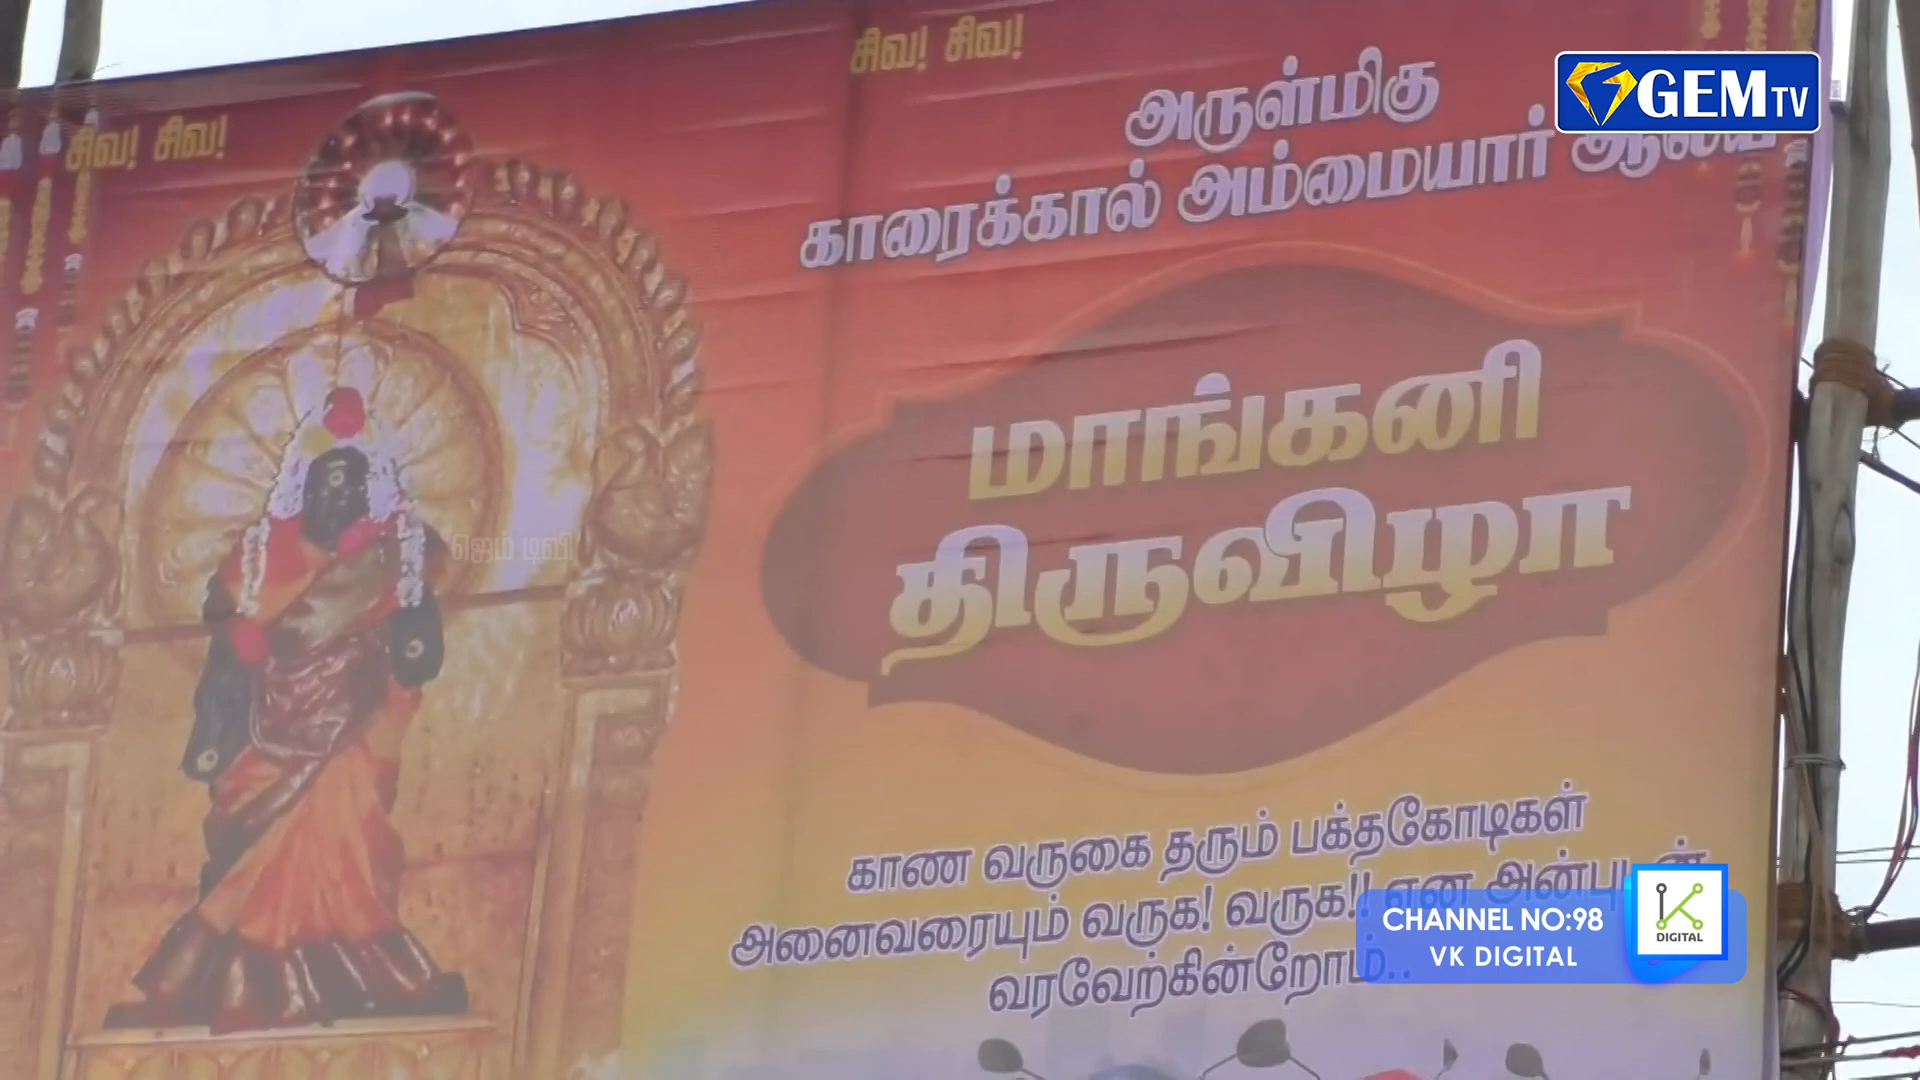 சிவ! சிவ!
சிவ! சிவ!
அருள்மிகு
காரைக்கால் அம்மையார்
மாங்கனி
திருவிழா
காண வருகை தரும் பக்தகோடிகள்
அனைவரையும் வருக! வருக!! என
வரவேற்கின்றோம்..
ஜெம் டிவி
GEM TV
CHANNEL NO:98
VK DIGITAL
K
DIGITAL